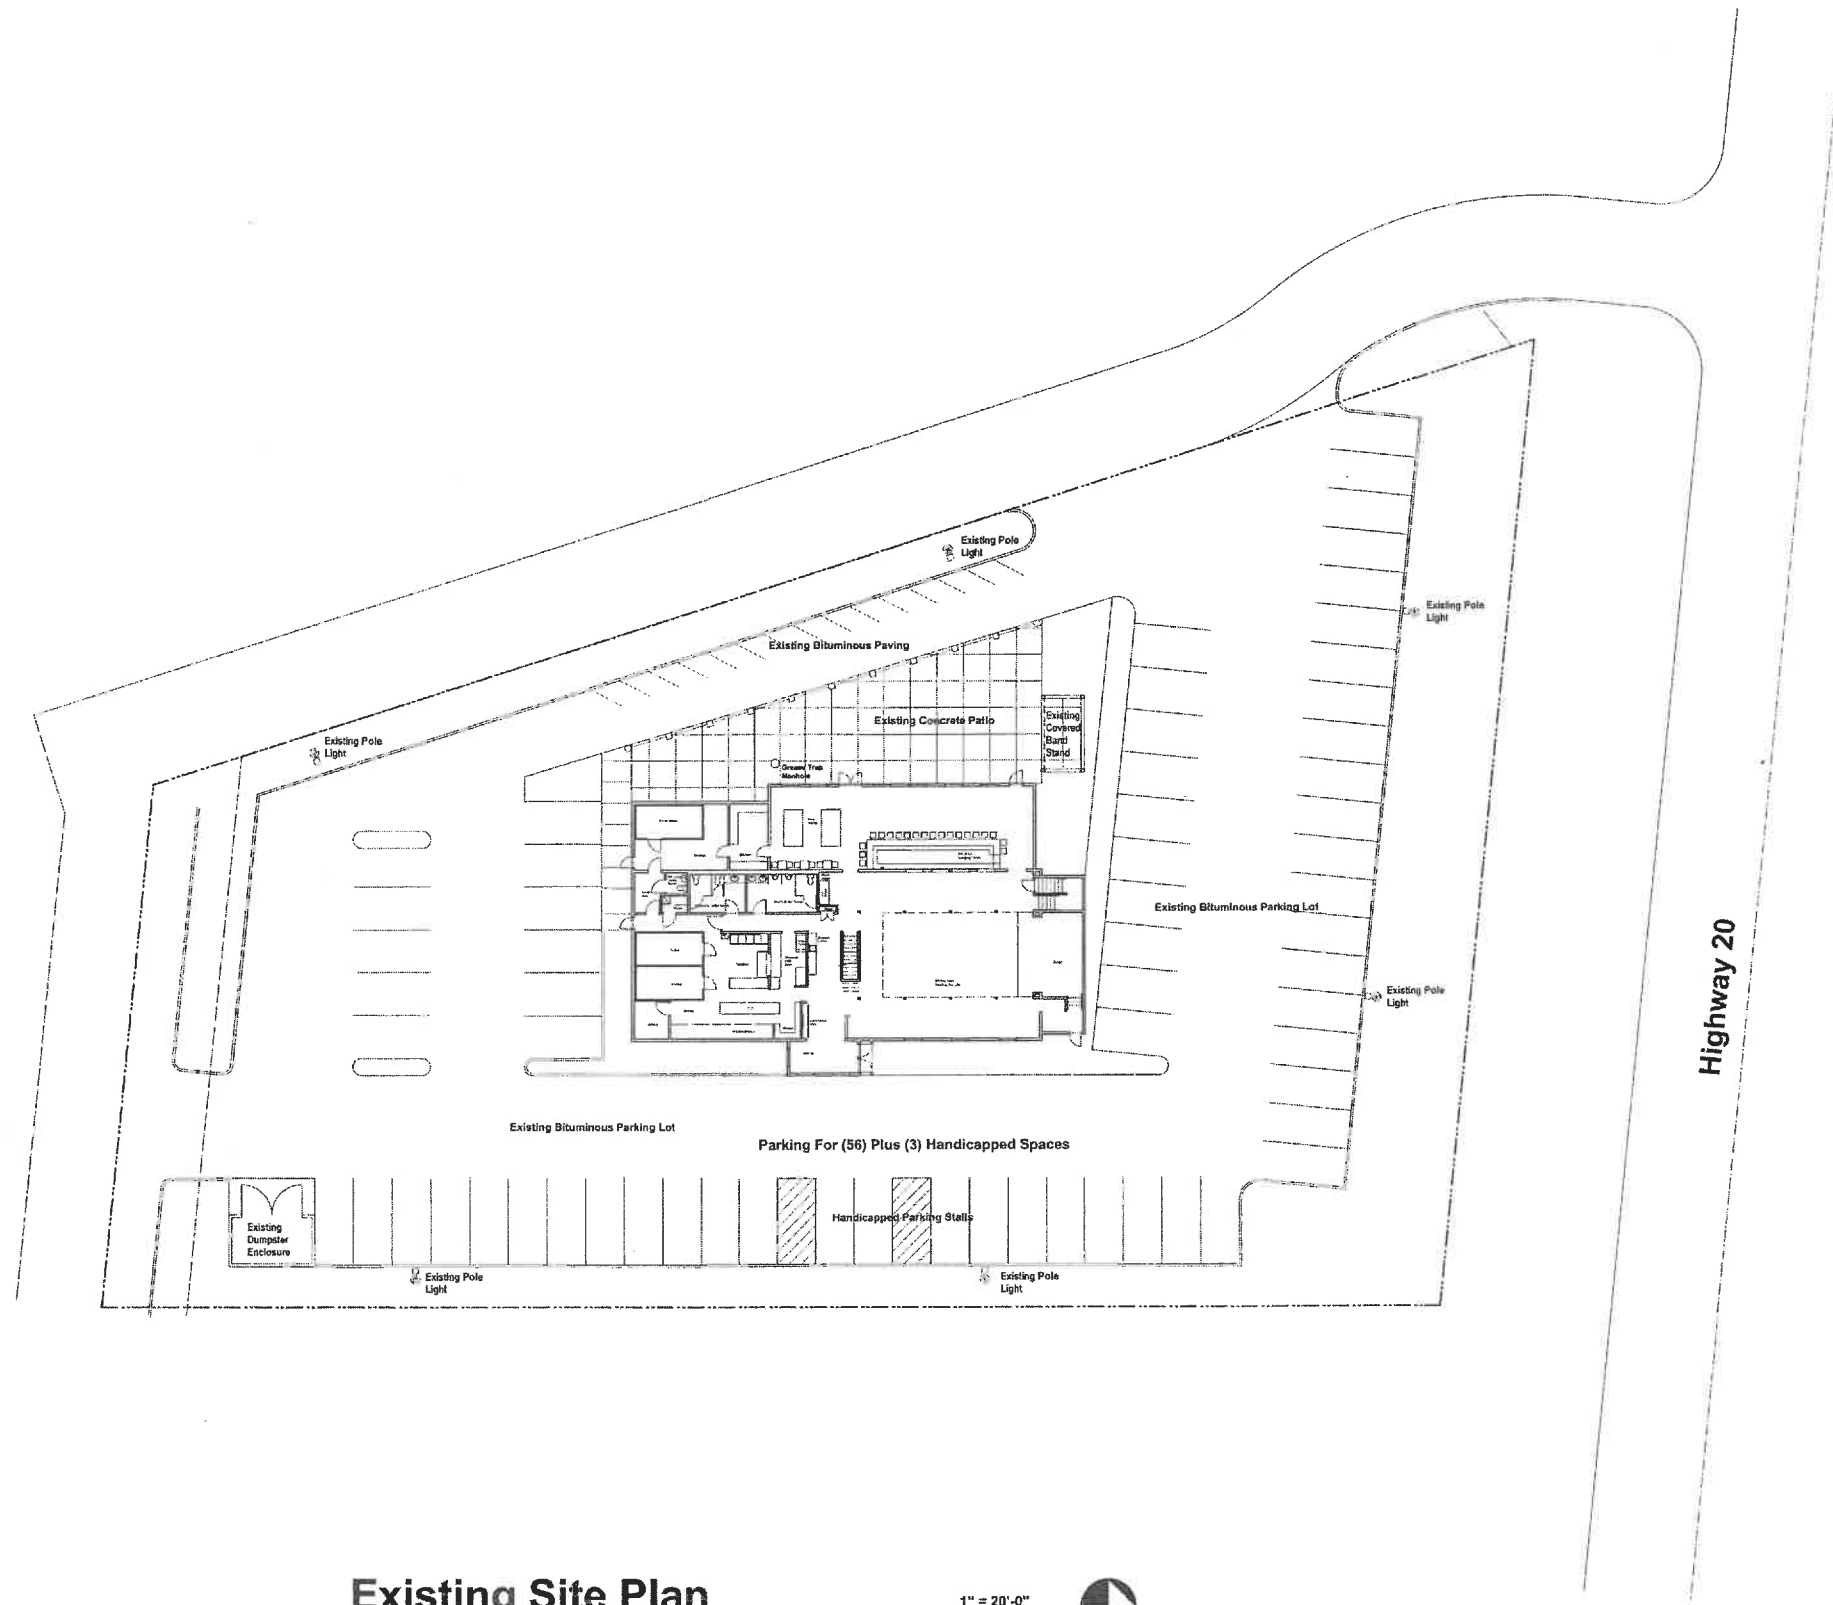 Existing Pole
Light
Existing Pole
Light
Existing Bituminous Paving
Existing Concrete Patio
Existing
Covered
Band
Stand
Existing Pole
Light
Grease Trap
Manhole
Existing Bituminous Parking Lot
Existing Pole
Light
Highway 20
Existing Bituminous Parking Lot
Parking For (56) Plus (3) Handicapped Spaces
Existing
Dumpster
Enclosure
Handicapped Parking Stalls
Existing Pole
Light
Existing Pole
Light
Existing Site Plan
1" = 20'-0"